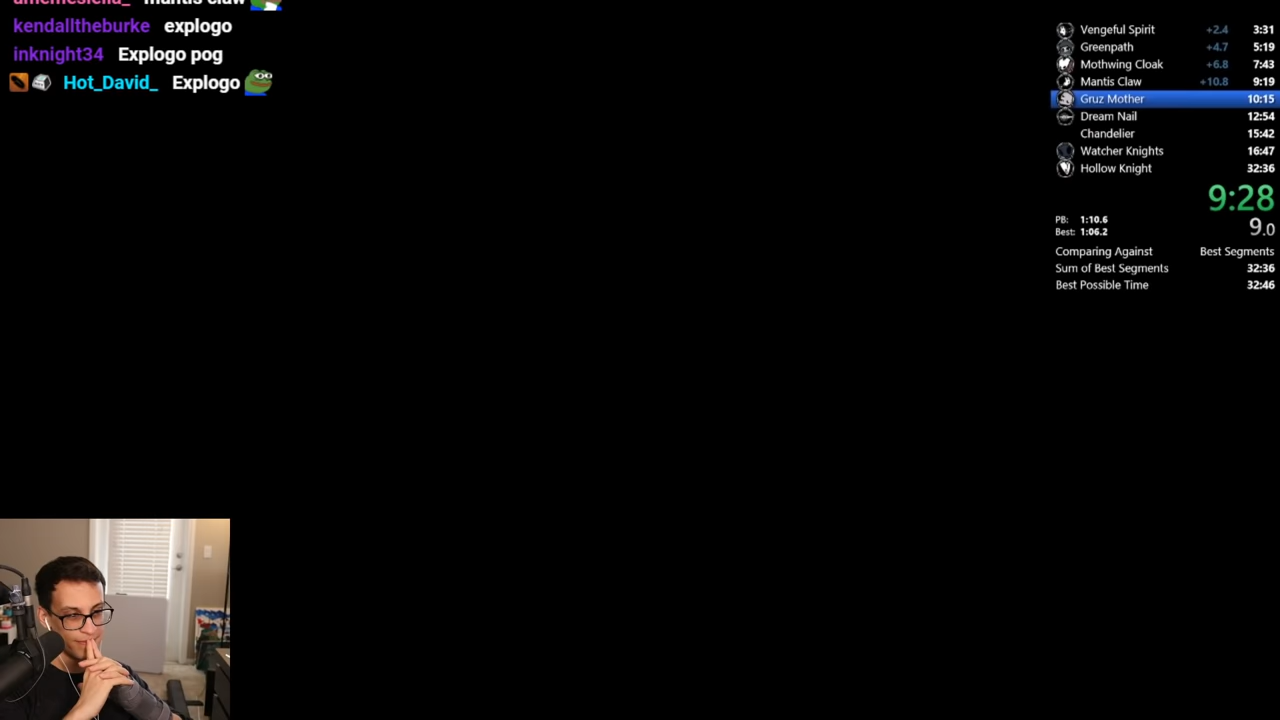 mantis claw
kendalltheburke explogo
inknight34 Explogo pog
Hot_David_ Explogo
Vengeful Spirit +2.4 3:31
Greenpath +4.7 5:19
Mothwing Cloak +6.8 7:43
Mantis Claw +10.8 9:19
Gruz Mother 10:15
Dream Nail 12:54
Chandelier 15:42
Watcher Knights 16:47
Hollow Knight 32:36
9:28
PB: 1:10.6
Best: 1:06.2
9.0
Comparing Against Best Segments
Sum of Best Segments 32:36
Best Possible Time 32:46